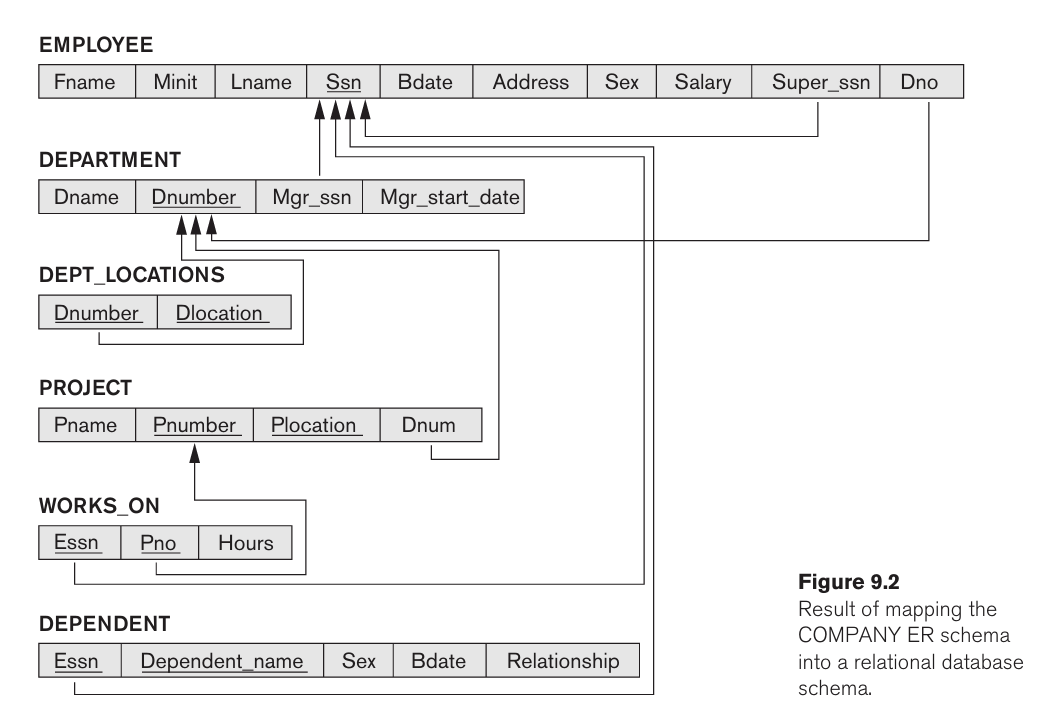 EMPLOYEE
Fname Minit Lname Ssn Bdate Address Sex Salary Super_ssn Dno
DEPARTMENT
Dname Dnumber Mgr_ssn Mgr_start_date
DEPT_LOCATIONS
Dnumber Dlocation
PROJECT
Pname Pnumber Plocation Dnum
WORKS_ON
Essn Pno Hours
DEPENDENT
Essn Dependent_name Sex Bdate Relationship
Figure 9.2
Result of mapping the
COMPANY ER schema
into a relational database
schema.